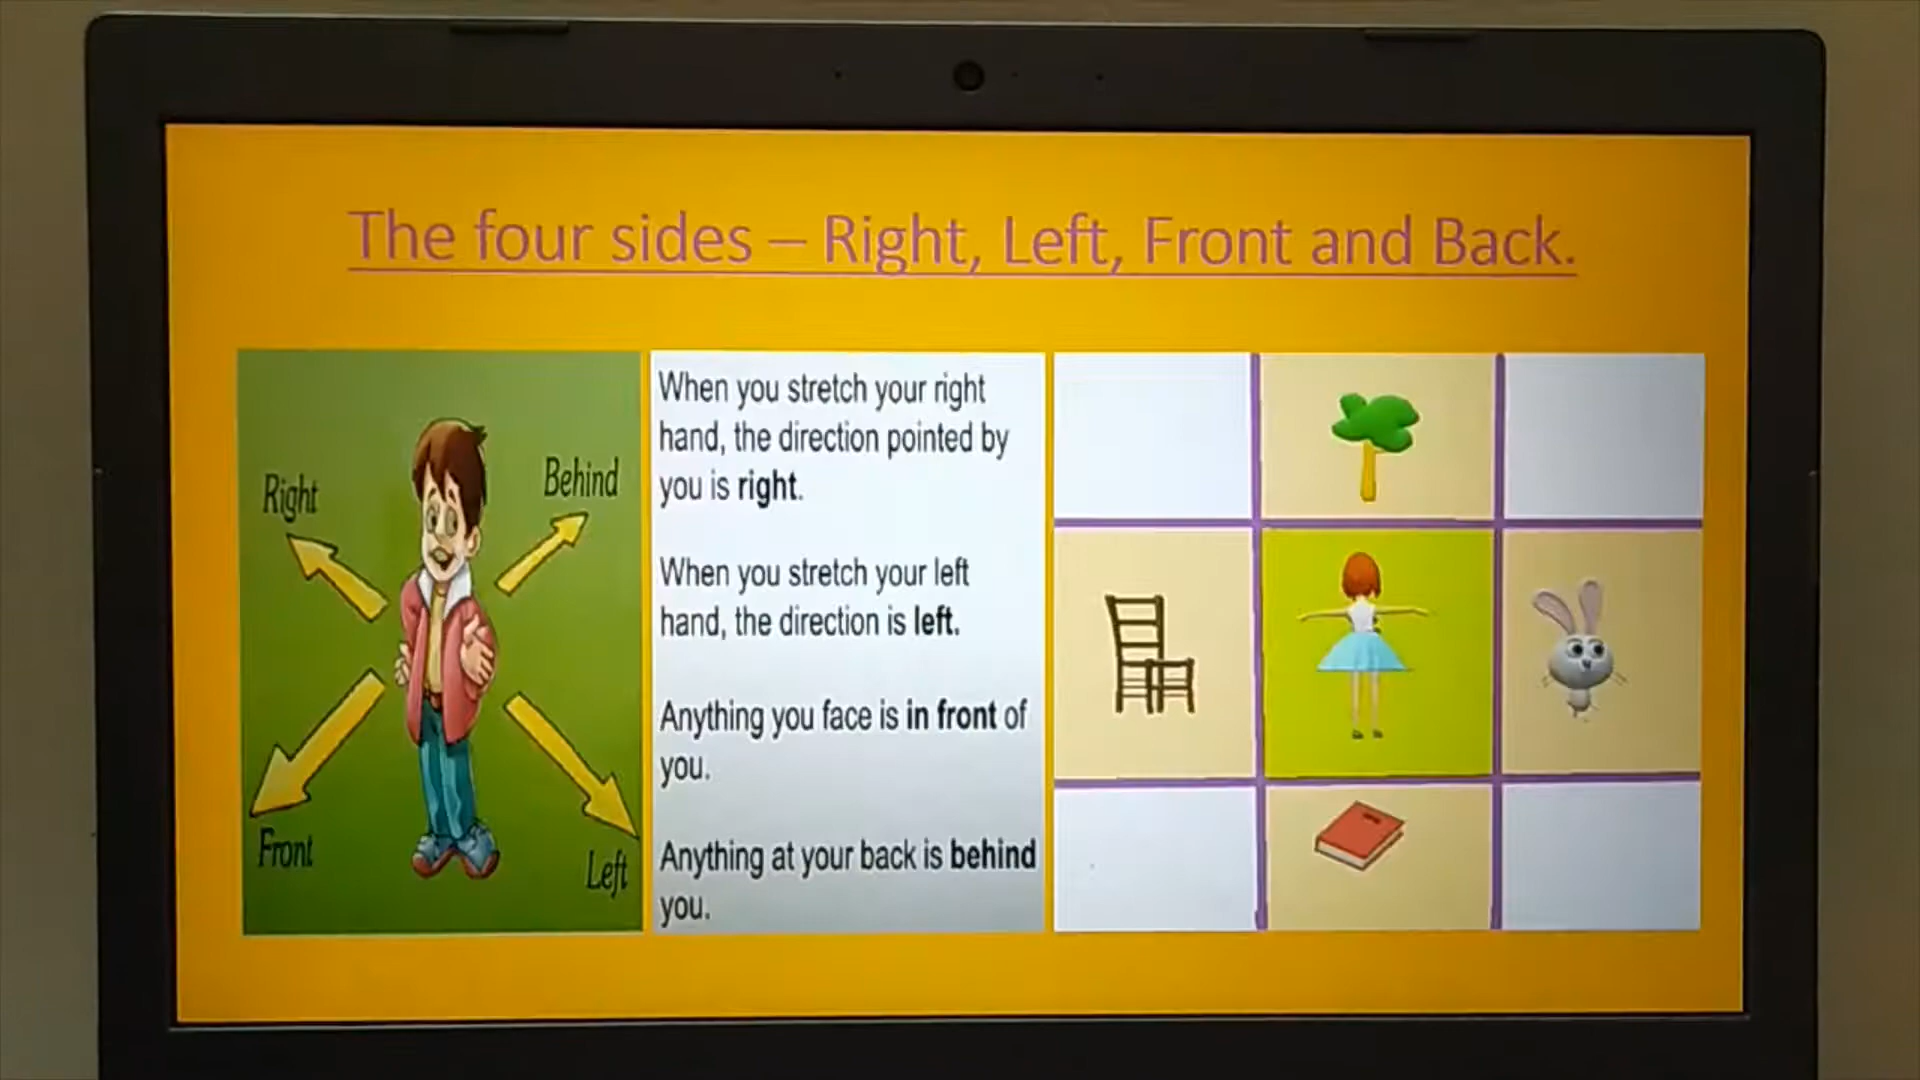 The four sides – Right, Left, Front and Back.
Right
Behind
Front
Left
When you stretch your right
hand, the direction pointed by
you is right.
When you stretch your left
hand, the direction is left.
Anything you face is in front of
you.
Anything at your back is behind
you.